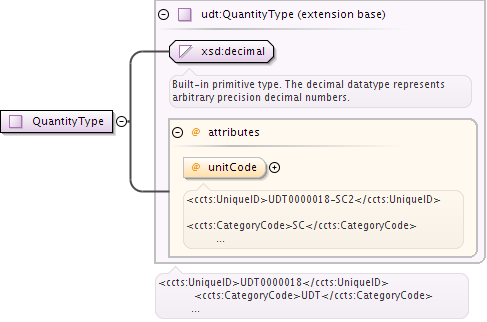 udt:QuantityType (extension base)
xsd:decimal
Built-in primitive type. The decimal datatype represents
arbitrary precision decimal numbers.
QuantityType
@ attributes
@ unitCode
<ccts:UniqueID>UDT0000018-SC2</ccts:UniqueID>
<ccts:CategoryCode>SC</ccts:CategoryCode>
...
<ccts:UniqueID>UDT0000018</ccts:UniqueID>
<ccts:CategoryCode>UDT</ccts:CategoryCode>
...